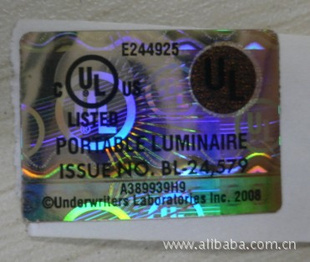 E244925
C UL US
UL
LISTED
PORTABLE LUMINAIRE
ISSUE NO. BL-24,579
A389939H9
©Underwriters Laboratories Inc. 2008
www.alibaba.com.cn